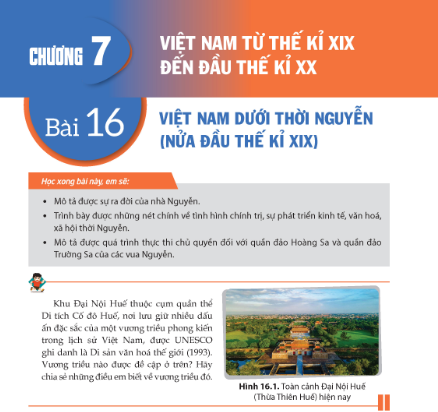 CHƯƠNG 7
VIỆT NAM TỪ THẾ KỈ XIX
ĐẾN ĐẦU THẾ KỈ XX
Bài 16
VIỆT NAM DƯỚI THỜI NGUYỄN
(NỬA ĐẦU THẾ KỈ XIX)
Học xong bài này, em sẽ:
• Mô tả được sự ra đời của nhà Nguyễn.
• Trình bày được những nét chính về tình hình chính trị, sự phát triển kinh tế, văn hoá,
xã hội thời Nguyễn.
• Mô tả được quá trình thực thi chủ quyền đối với quần đảo Hoàng Sa và quần đảo
Trường Sa của các vua Nguyễn.
Khu Đại Nội Huế thuộc cụm quần thể
Di tích Cố đô Huế, nơi lưu giữ nhiều dấu
ấn đặc sắc của một vương triều phong kiến
trong lịch sử Việt Nam, được UNESCO
ghi danh là Di sản văn hoá thế giới (1993).
Vương triều nào được đề cập ở trên? Hãy
chia sẻ những điều em biết về vương triều đó.
Hình 16.1. Toàn cảnh Đại Nội Huế
(Thừa Thiên Huế) hiện nay